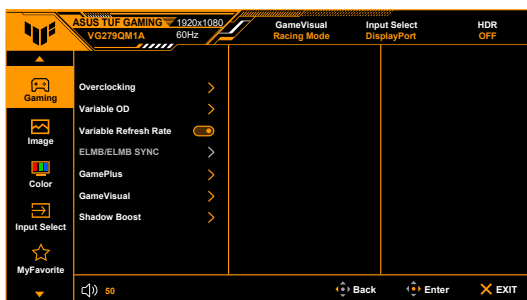 ASUS TUF GAMING 1920x1080
VG279QM1A 60Hz
GameVisual Input Select HDR
Racing Mode DisplayPort OFF
Gaming
Image
Color
Input Select
MyFavorite
Overclocking
Variable OD
Variable Refresh Rate
ELMB/ELMB SYNC
GamePlus
GameVisual
Shadow Boost
50
Back Enter EXIT